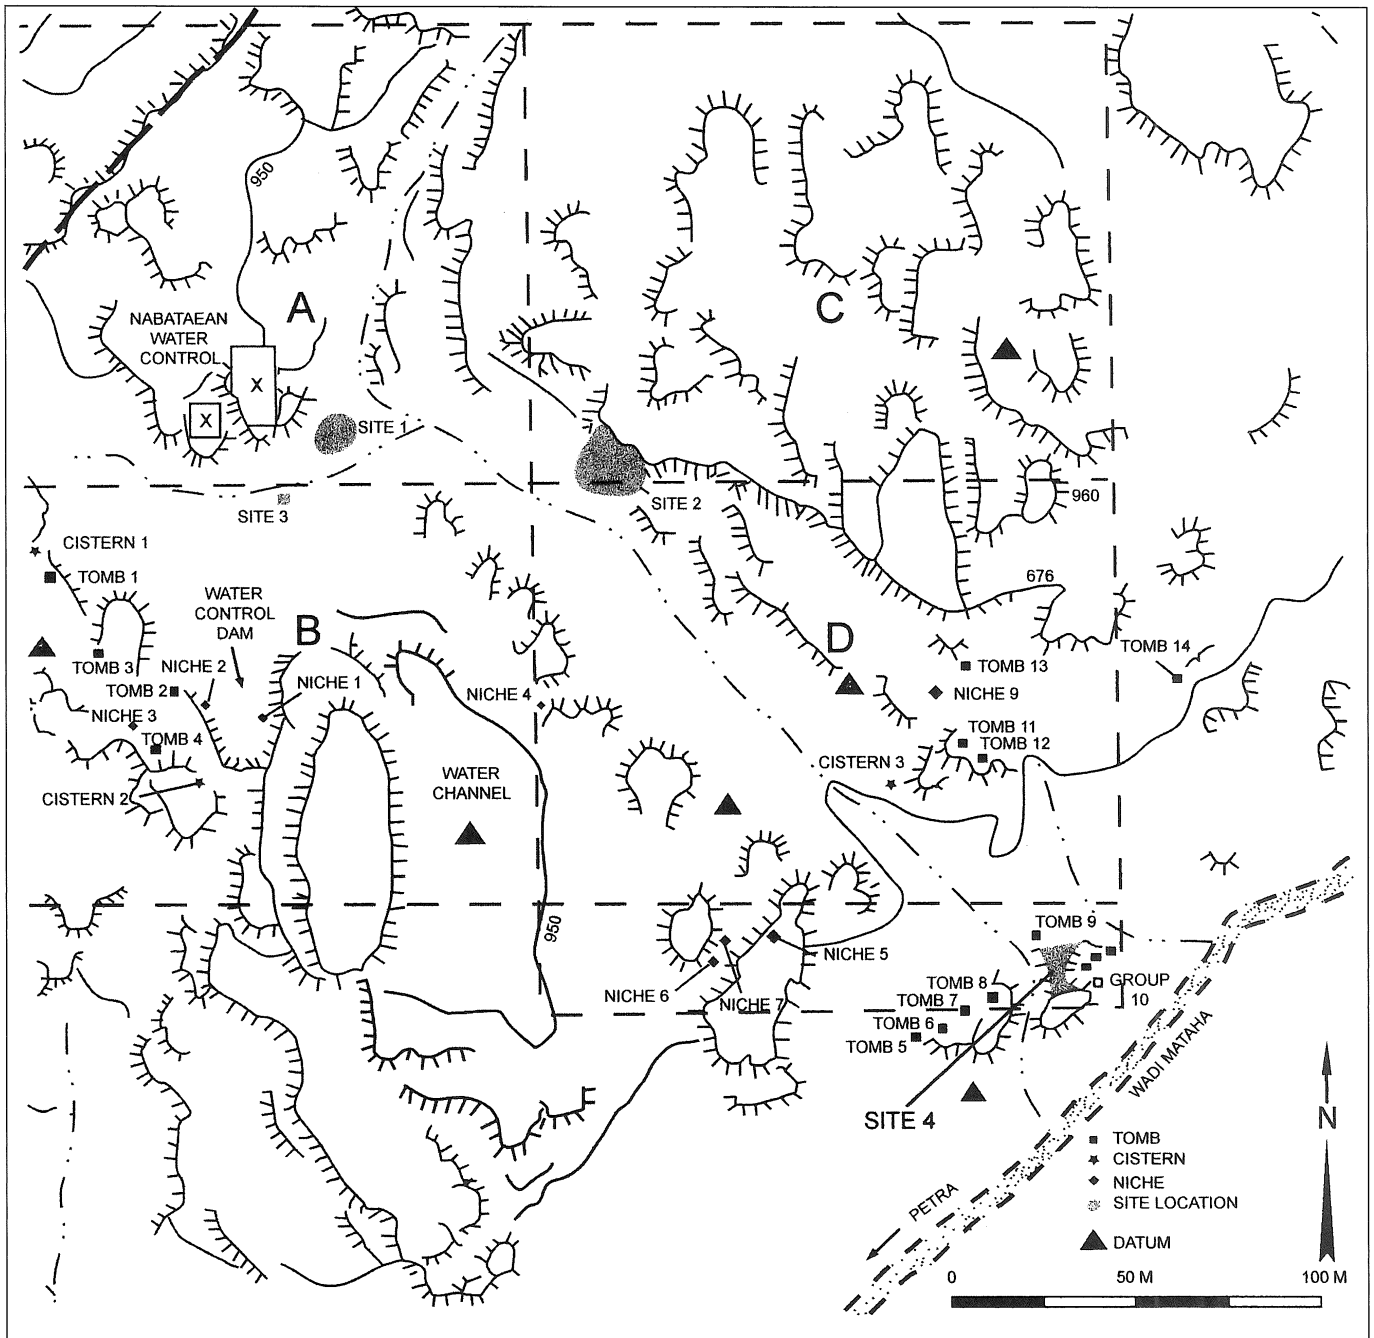 950
A
C
NABATAEAN
WATER
CONTROL
X
X
SITE 1
SITE 2
960
SITE 3
CISTERN 1
TOMB 1
676
WATER
CONTROL
DAM
B
D
TOMB 3
NICHE 2
TOMB 2
NICHE 1
NICHE 3
TOMB 4
CISTERN 2
NICHE 4
WATER
CHANNEL
TOMB 14
TOMB 13
NICHE 9
TOMB 11
TOMB 12
CISTERN 3
950
NICHE 5
NICHE 6
NICHE 7
TOMB 9
GROUP
10
TOMB 8
TOMB 7
TOMB 6
TOMB 5
SITE 4
WADI MATAHA
PETRA
N
TOMB
CISTERN
NICHE
SITE LOCATION
DATUM
0 50 M 100 M